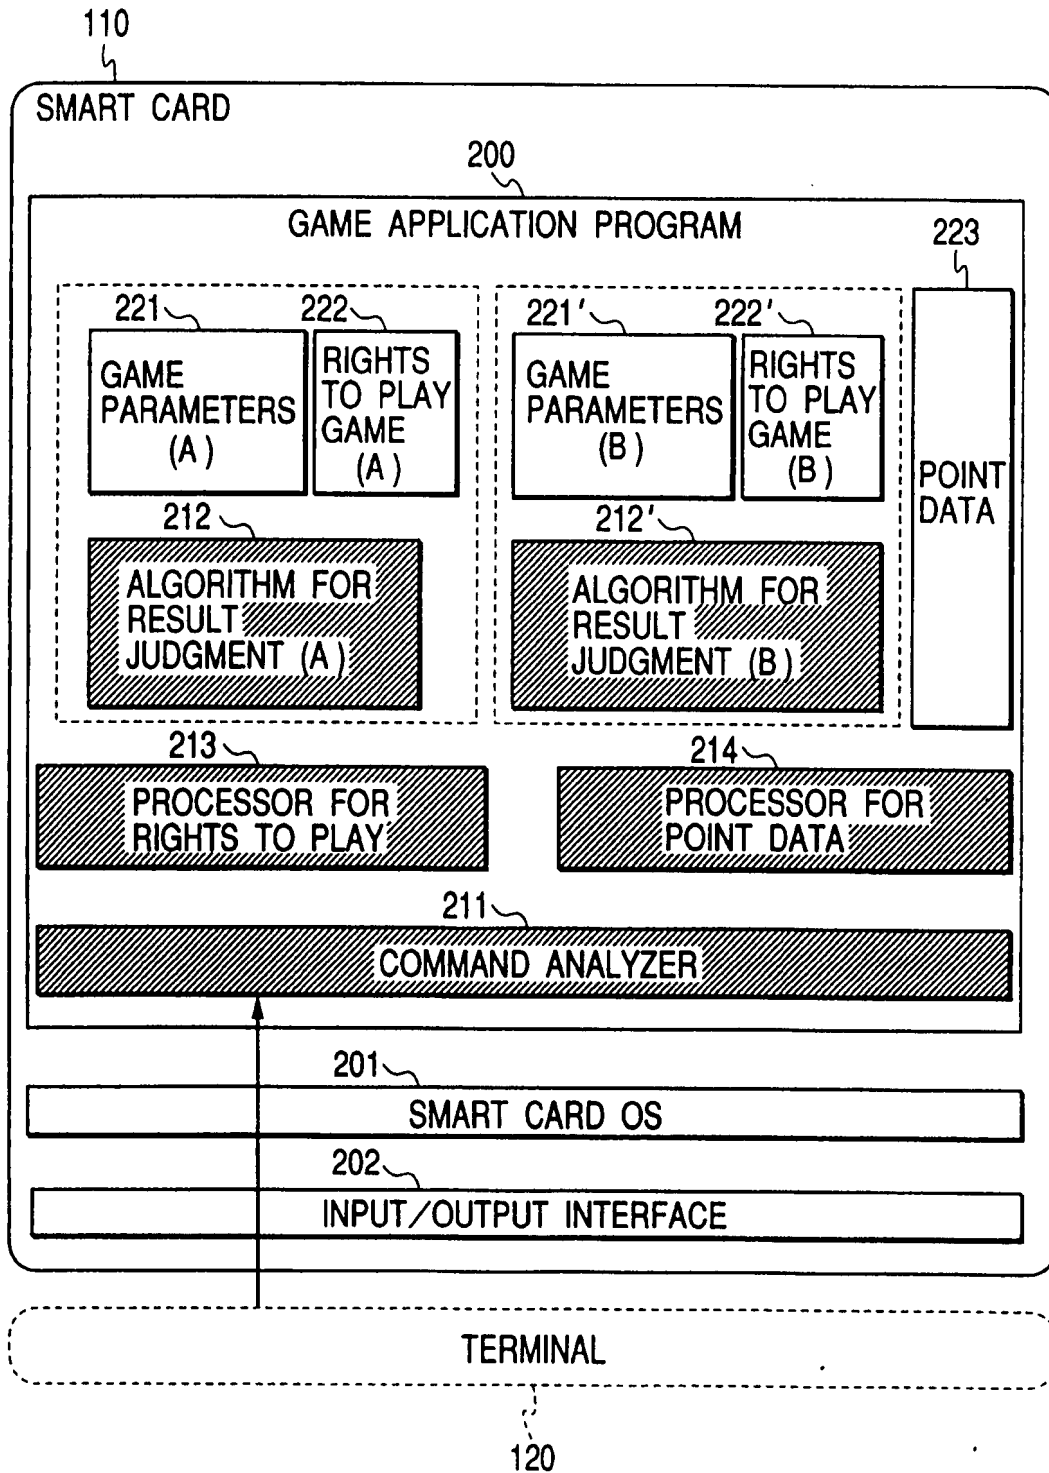 110
SMART CARD
200
GAME APPLICATION PROGRAM
223
221
222
221'
222'
GAME
PARAMETERS
(A)
RIGHTS
TO PLAY
GAME
(A)
GAME
PARAMETERS
(B)
RIGHTS
TO PLAY
GAME
(B)
POINT
DATA
212
212'
ALGORITHM FOR
RESULT
JUDGMENT (A)
ALGORITHM FOR
RESULT
JUDGMENT (B)
213
214
PROCESSOR FOR
RIGHTS TO PLAY
PROCESSOR FOR
POINT DATA
211
COMMAND ANALYZER
201
SMART CARD OS
202
INPUT/OUTPUT INTERFACE
TERMINAL
120